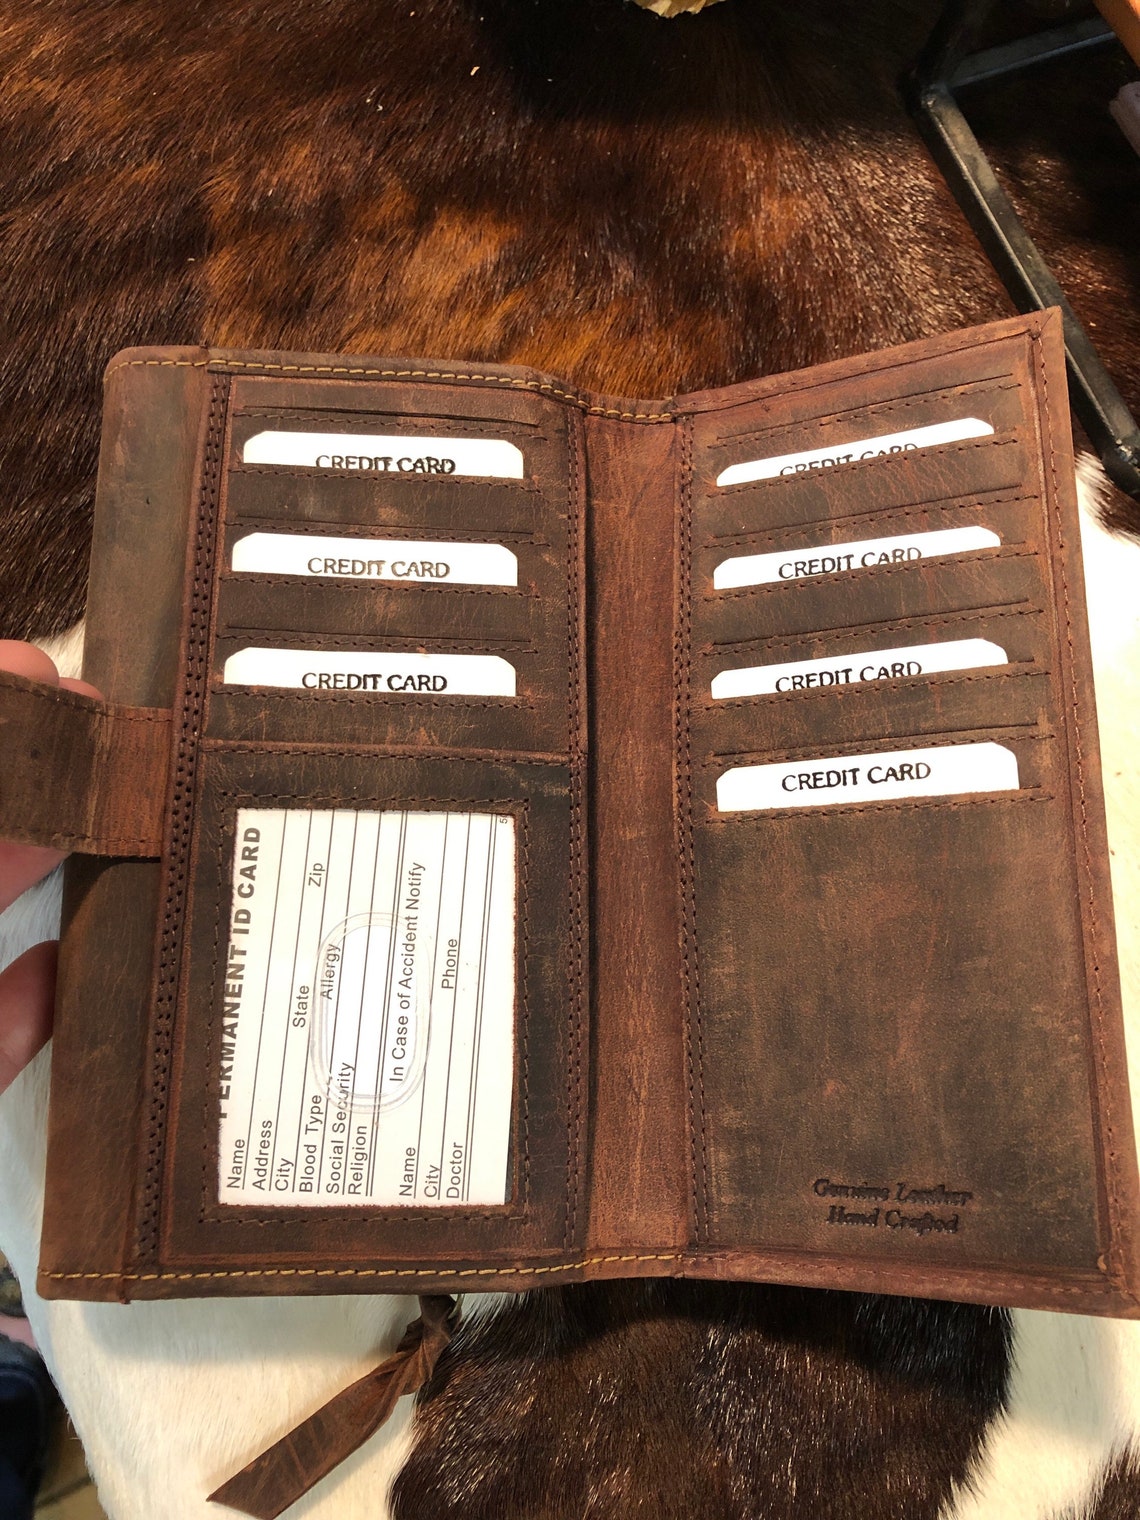 CREDIT CARD
CREDIT CARD
CREDIT CARD
PERMANENT ID CARD
Name
Address
City State Zip
Blood Type Allergy
Social Security
Religion
In Case of Accident Notify
Name
City Phone
Doctor
CREDIT CARD
CREDIT CARD
CREDIT CARD
CREDIT CARD
Genuine Leather
Hand Crafted